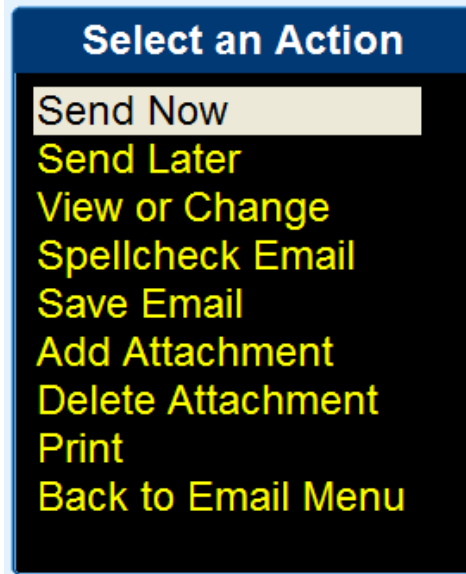 Select an Action
Send Now
Send Later
View or Change
Spellcheck Email
Save Email
Add Attachment
Delete Attachment
Print
Back to Email Menu